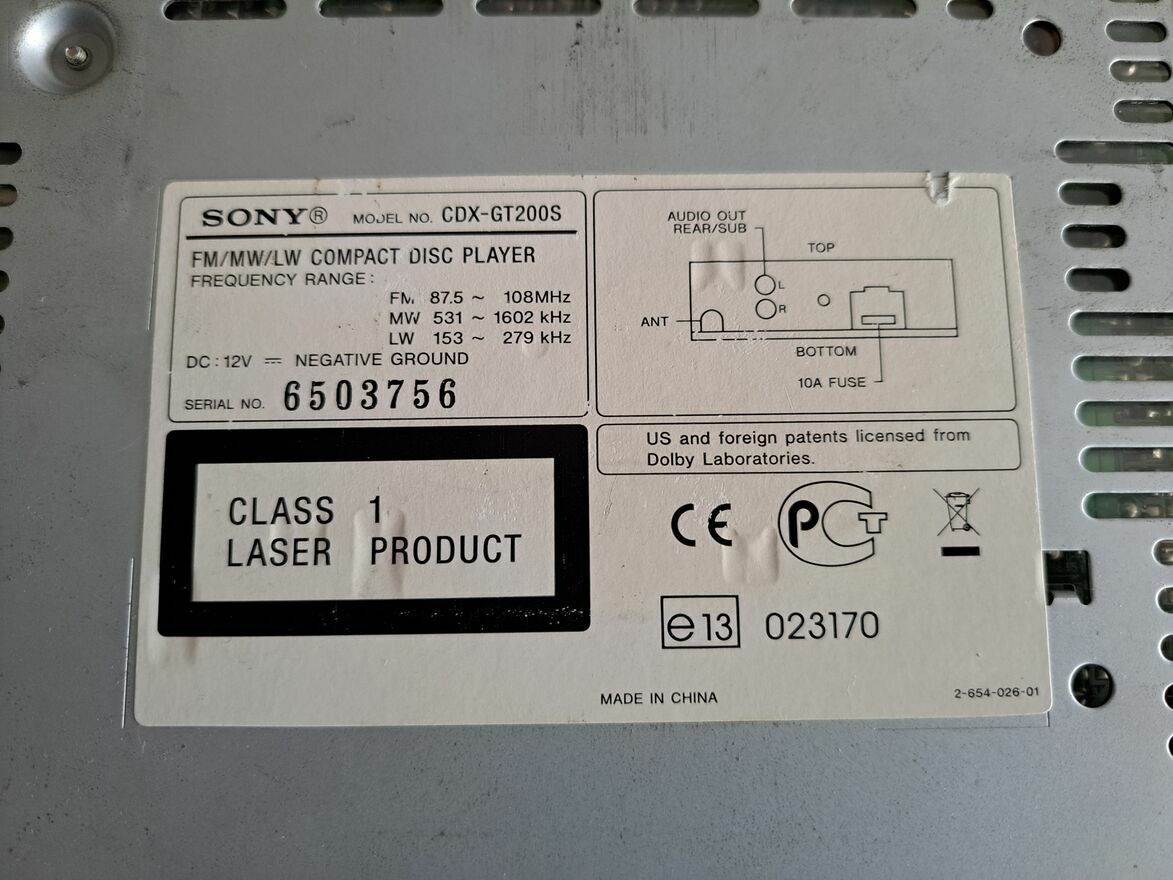 SONY® MODEL NO. CDX-GT200S
FM/MW/LW COMPACT DISC PLAYER
FREQUENCY RANGE:
FM 87.5 ~ 108MHz
MW 531 ~ 1602 kHz
LW 153 ~ 279 kHz
DC : 12V ⎓ NEGATIVE GROUND
SERIAL NO. 6503756
AUDIO OUT
REAR/SUB
TOP
L
R
ANT
BOTTOM
10A FUSE
CLASS 1
LASER PRODUCT
US and foreign patents licensed from
Dolby Laboratories.
CE PCT
e13 023170
MADE IN CHINA
2-654-026-01